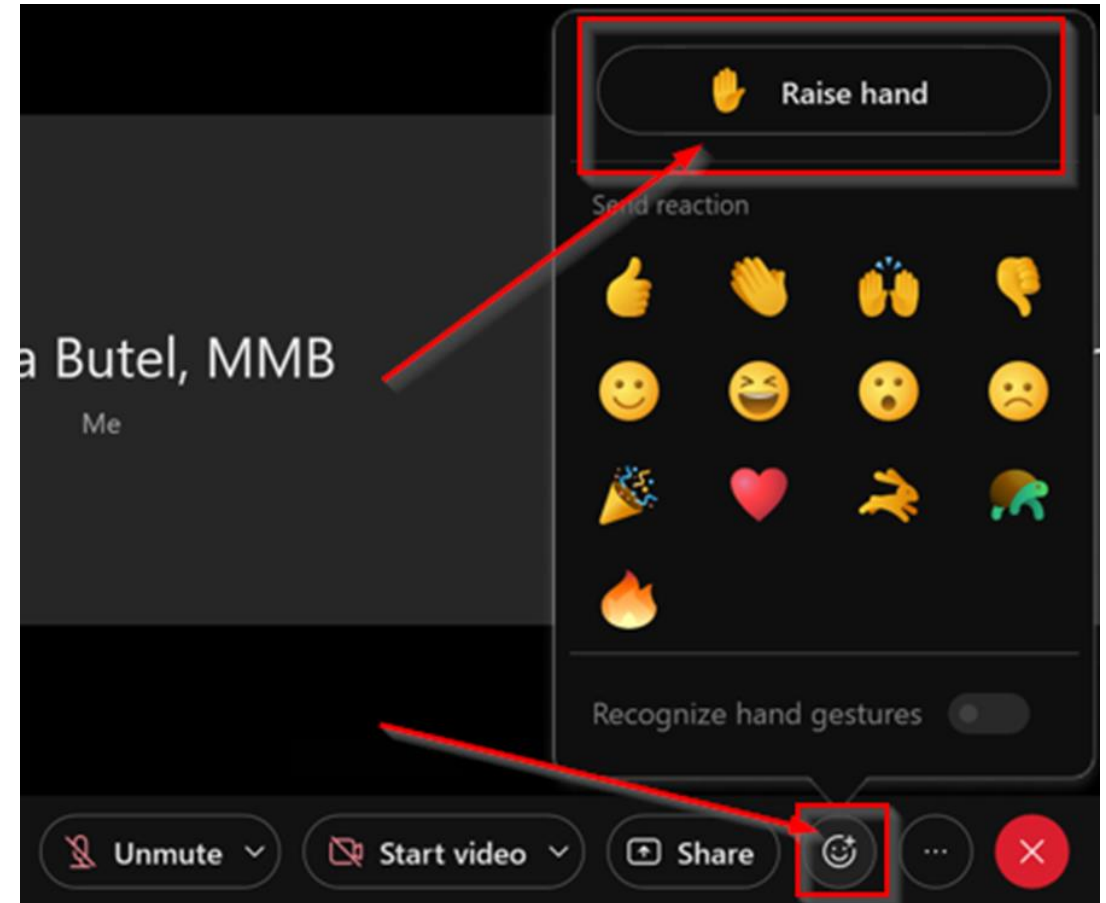 Raise hand
Send reaction
a Butel, MMB
Me
Recognize hand gestures
Unmute
Start video
Share